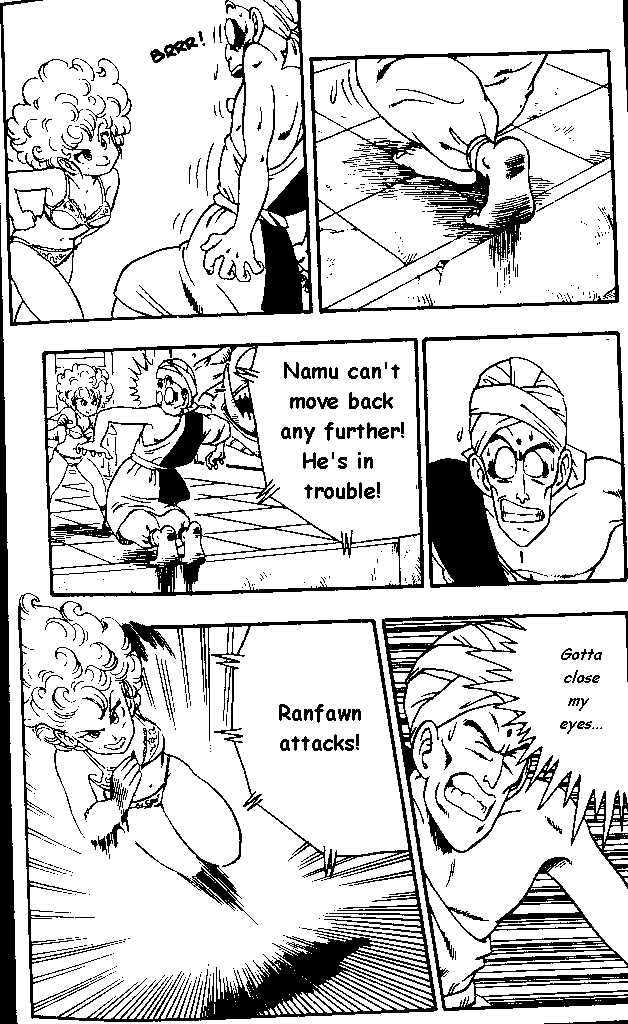 BRRR!
Namu can't
move back
any further!
He's in
trouble!
Ranfawn
attacks!
Gotta
close
my
eyes...